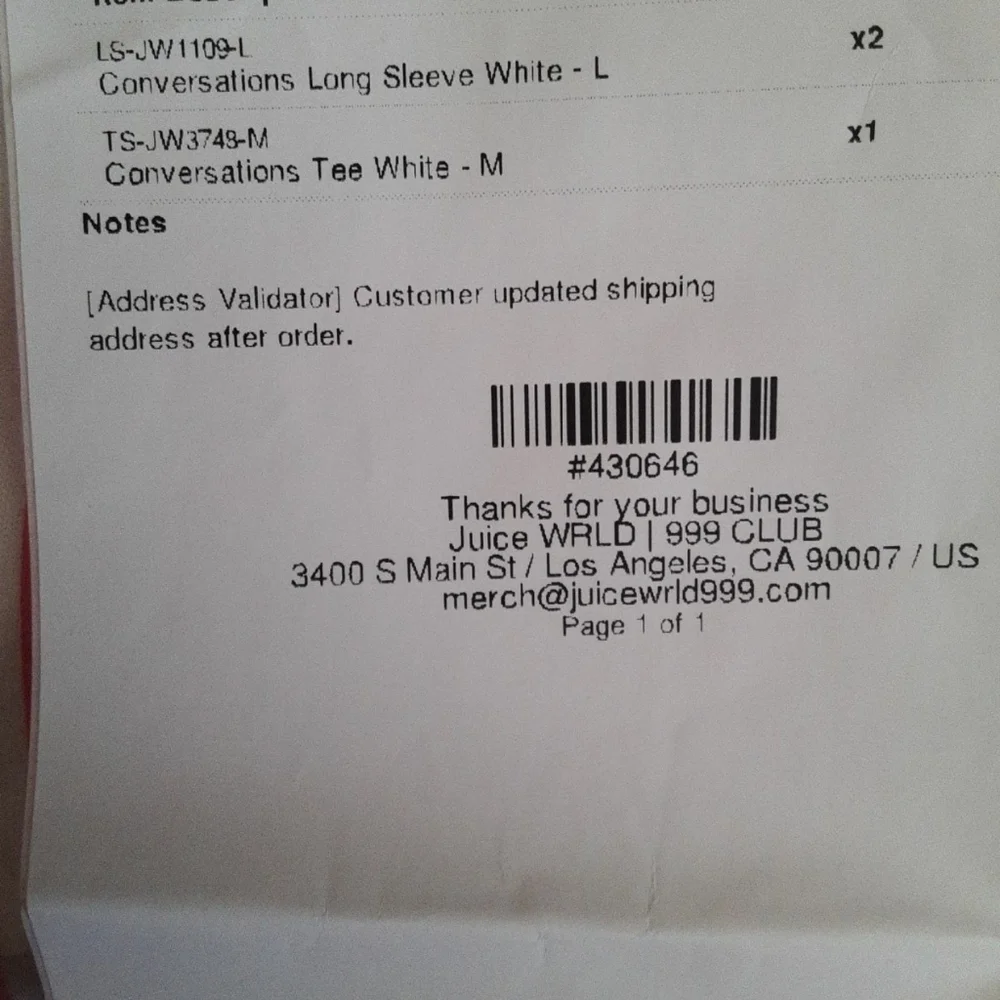 LS-JW1109-L x2
Conversations Long Sleeve White - L
TS-JW3748-M x1
Conversations Tee White - M
Notes
[Address Validator] Customer updated shipping
address after order.
#430646
Thanks for your business
Juice WRLD | 999 CLUB
3400 S Main St / Los Angeles, CA 90007 / US
merch@juicewrld999.com
Page 1 of 1